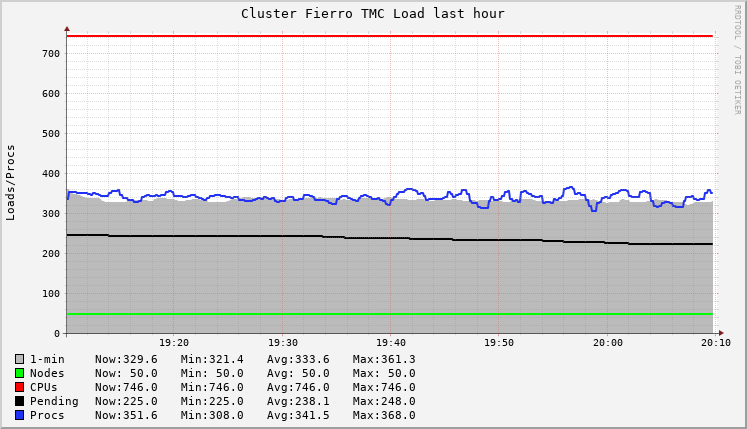 Cluster Fierro TMC Load last hour
RRDTOOL / TOBI OETIKER
Loads/Procs
700
600
500
400
300
200
100
0
19:20 19:30 19:40 19:50 20:00 20:10
1-min Now:329.6 Min:321.4 Avg:333.6 Max:361.3
Nodes Now: 50.0 Min: 50.0 Avg: 50.0 Max: 50.0
CPUs Now:746.0 Min:746.0 Avg:746.0 Max:746.0
Pending Now:225.0 Min:225.0 Avg:238.1 Max:248.0
Procs Now:351.6 Min:308.0 Avg:341.5 Max:368.0